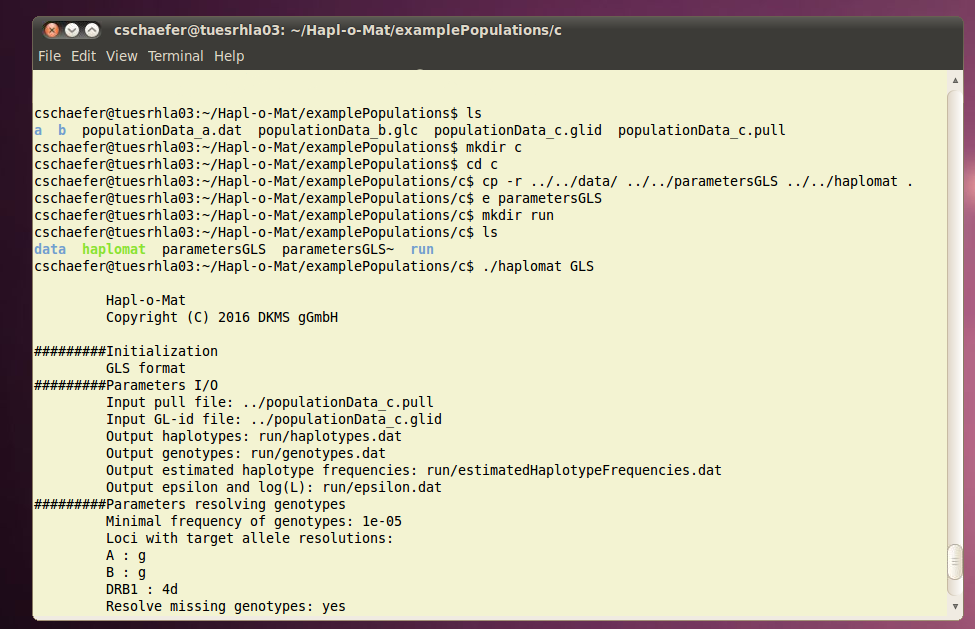 cschaefer@tuesrhla03: ~/Hapl-o-Mat/examplePopulations/c
File Edit View Terminal Help
cschaefer@tuesrhla03:~/Hapl-o-Mat/examplePopulations$ ls
a  b  populationData_a.dat  populationData_b.glc  populationData_c.glid  populationData_c.pull
cschaefer@tuesrhla03:~/Hapl-o-Mat/examplePopulations$ mkdir c
cschaefer@tuesrhla03:~/Hapl-o-Mat/examplePopulations$ cd c
cschaefer@tuesrhla03:~/Hapl-o-Mat/examplePopulations/c$ cp -r ../../data/ ../../parametersGLS ../../haplomat .
cschaefer@tuesrhla03:~/Hapl-o-Mat/examplePopulations/c$ e parametersGLS
cschaefer@tuesrhla03:~/Hapl-o-Mat/examplePopulations/c$ mkdir run
cschaefer@tuesrhla03:~/Hapl-o-Mat/examplePopulations/c$ ls
data  haplomat  parametersGLS  parametersGLS~  run
cschaefer@tuesrhla03:~/Hapl-o-Mat/examplePopulations/c$ ./haplomat GLS
Hapl-o-Mat
Copyright (C) 2016 DKMS gGmbH
#########Initialization
GLS format
#########Parameters I/O
Input pull file: ../populationData_c.pull
Input GL-id file: ../populationData_c.glid
Output haplotypes: run/haplotypes.dat
Output genotypes: run/genotypes.dat
Output estimated haplotype frequencies: run/estimatedHaplotypeFrequencies.dat
Output epsilon and log(L): run/epsilon.dat
#########Parameters resolving genotypes
Minimal frequency of genotypes: 1e-05
Loci with target allele resolutions:
A : g
B : g
DRB1 : 4d
Resolve missing genotypes: yes